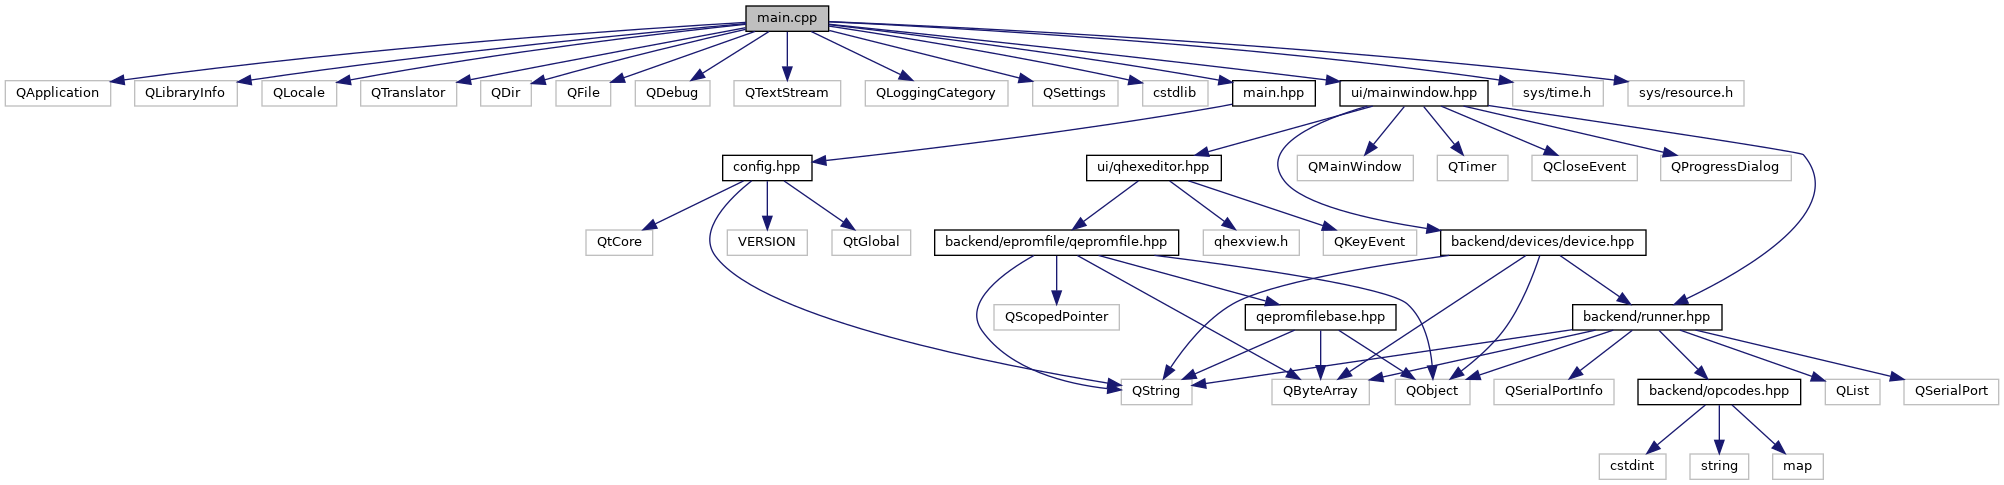 main.cpp
QApplication
QLibraryInfo
QLocale
QTranslator
QDir
QFile
QDebug
QTextStream
QLoggingCategory
QSettings
cstdlib
main.hpp
ui/mainwindow.hpp
sys/time.h
sys/resource.h
config.hpp
ui/qhexeditor.hpp
QMainWindow
QTimer
QCloseEvent
QProgressDialog
QtCore
VERSION
QtGlobal
backend/epromfile/qepromfile.hpp
qhexview.h
QKeyEvent
backend/devices/device.hpp
QScopedPointer
qepromfilebase.hpp
backend/runner.hpp
QString
QByteArray
QObject
QSerialPortInfo
backend/opcodes.hpp
QList
QSerialPort
cstdint
string
map